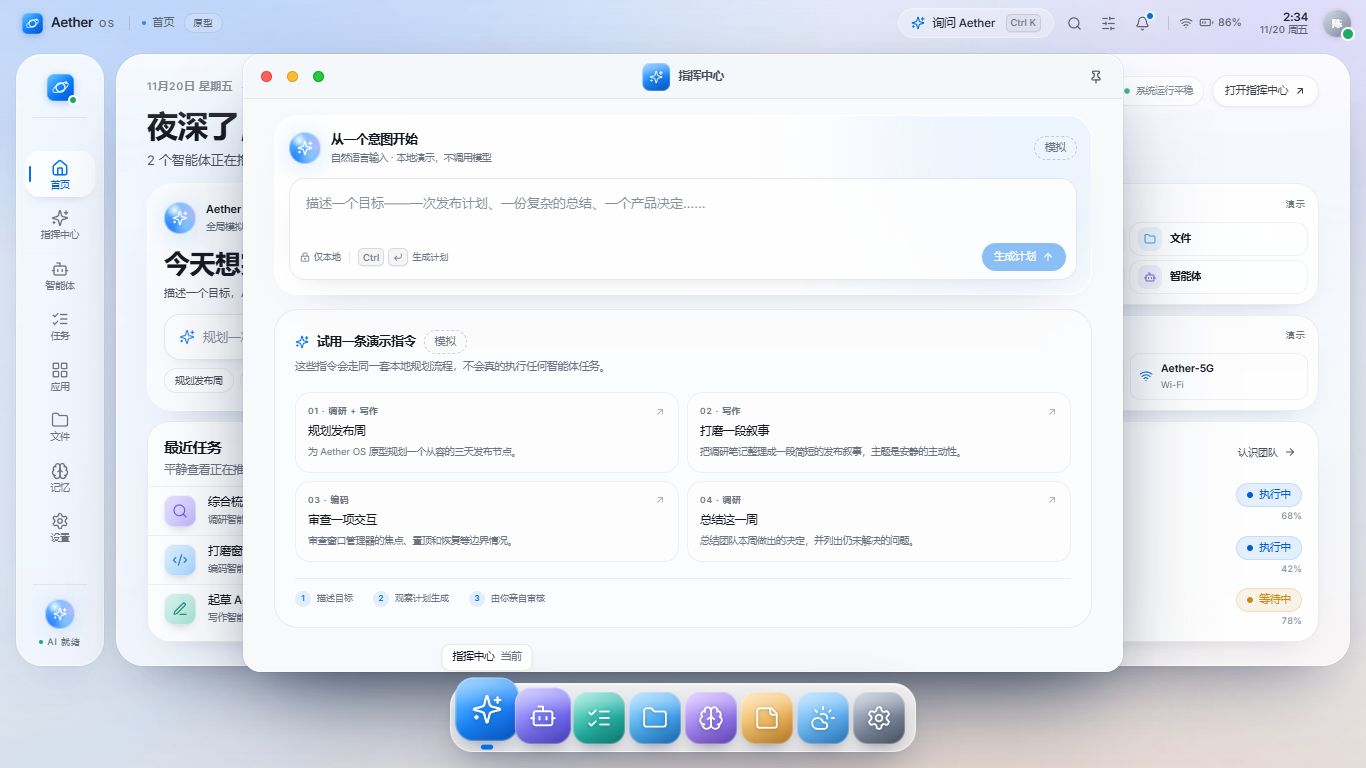 Aether OS
首页
原型
询问 Aether
Ctrl K
86%
2:34
11/20 周五
陈
首页
指挥中心
智能体
任务
应用
文件
记忆
设置
AI 就绪
11月20日 星期五
夜深了
2 个智能体正在
系统运行平稳
打开指挥中心
Aether
全局模拟
今天想
描述一个目标，
规划一
规划发布周
最近任务
平静查看正在推
综合梳
调研智能
打磨窗
编码智能
起草 A
写作智能
指挥中心
从一个意图开始
自然语言输入 · 本地演示，不调用模型
模拟
描述一个目标——一次发布计划、一份复杂的总结、一个产品决定……
仅本地
Ctrl
生成计划
生成计划
试用一条演示指令
模拟
这些指令会走同一套本地规划流程，不会真的执行任何智能体任务。
01 · 调研 + 写作
规划发布周
为 Aether OS 原型规划一个从容的三天发布节点。
02 · 写作
打磨一段叙事
把调研笔记整理成一段简短的发布叙事，主题是安静的主动性。
03 · 编码
审查一项交互
审查窗口管理器的焦点、置顶和恢复等边界情况。
04 · 调研
总结这一周
总结团队本周做出的决定，并列出仍未解决的问题。
1 描述目标
2 观察计划生成
3 由你亲自审核
演示
文件
智能体
演示
Aether-5G
Wi-Fi
认识团队
执行中
68%
执行中
42%
等待中
78%
指挥中心 当前